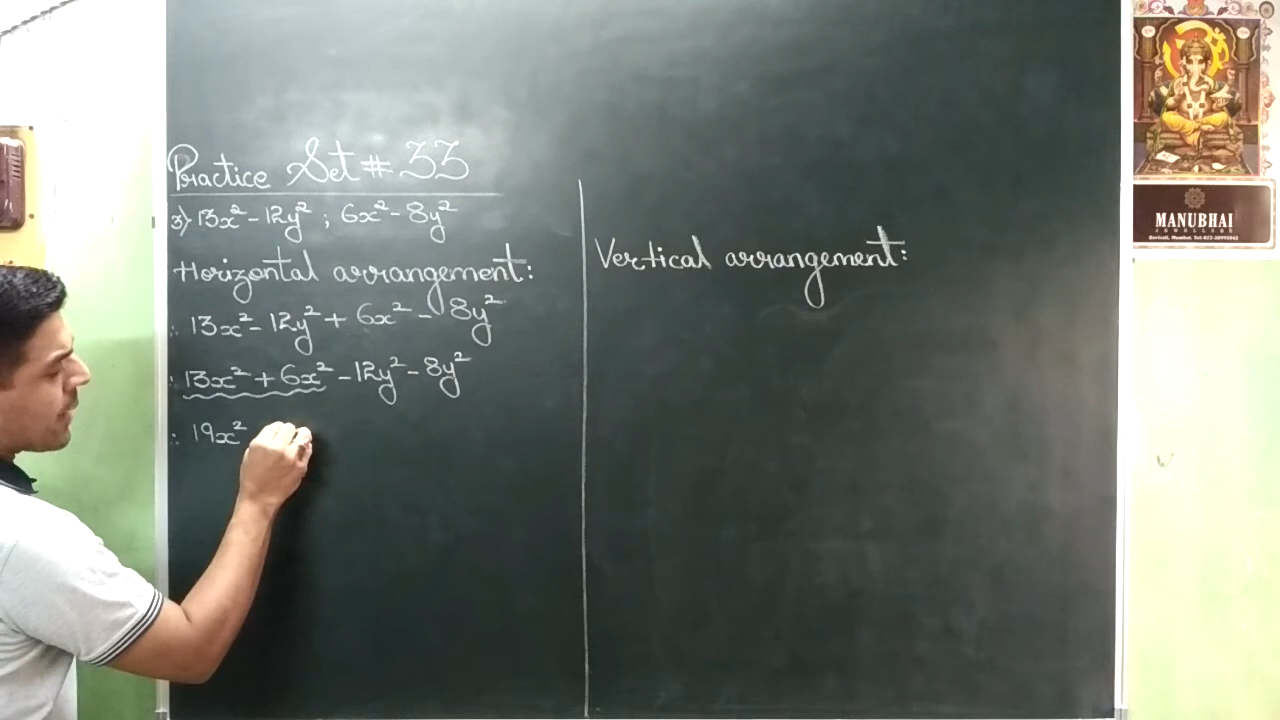 Practice Set # 33
3) 13x² - 12y² ; 6x² - 8y²
Horizontal arrangement:
∴ 13x² - 12y² + 6x² - 8y²
∴ 13x² + 6x² - 12y² - 8y²
∴ 19x²
Vertical arrangement:
MANUBHAI
JEWELLERS